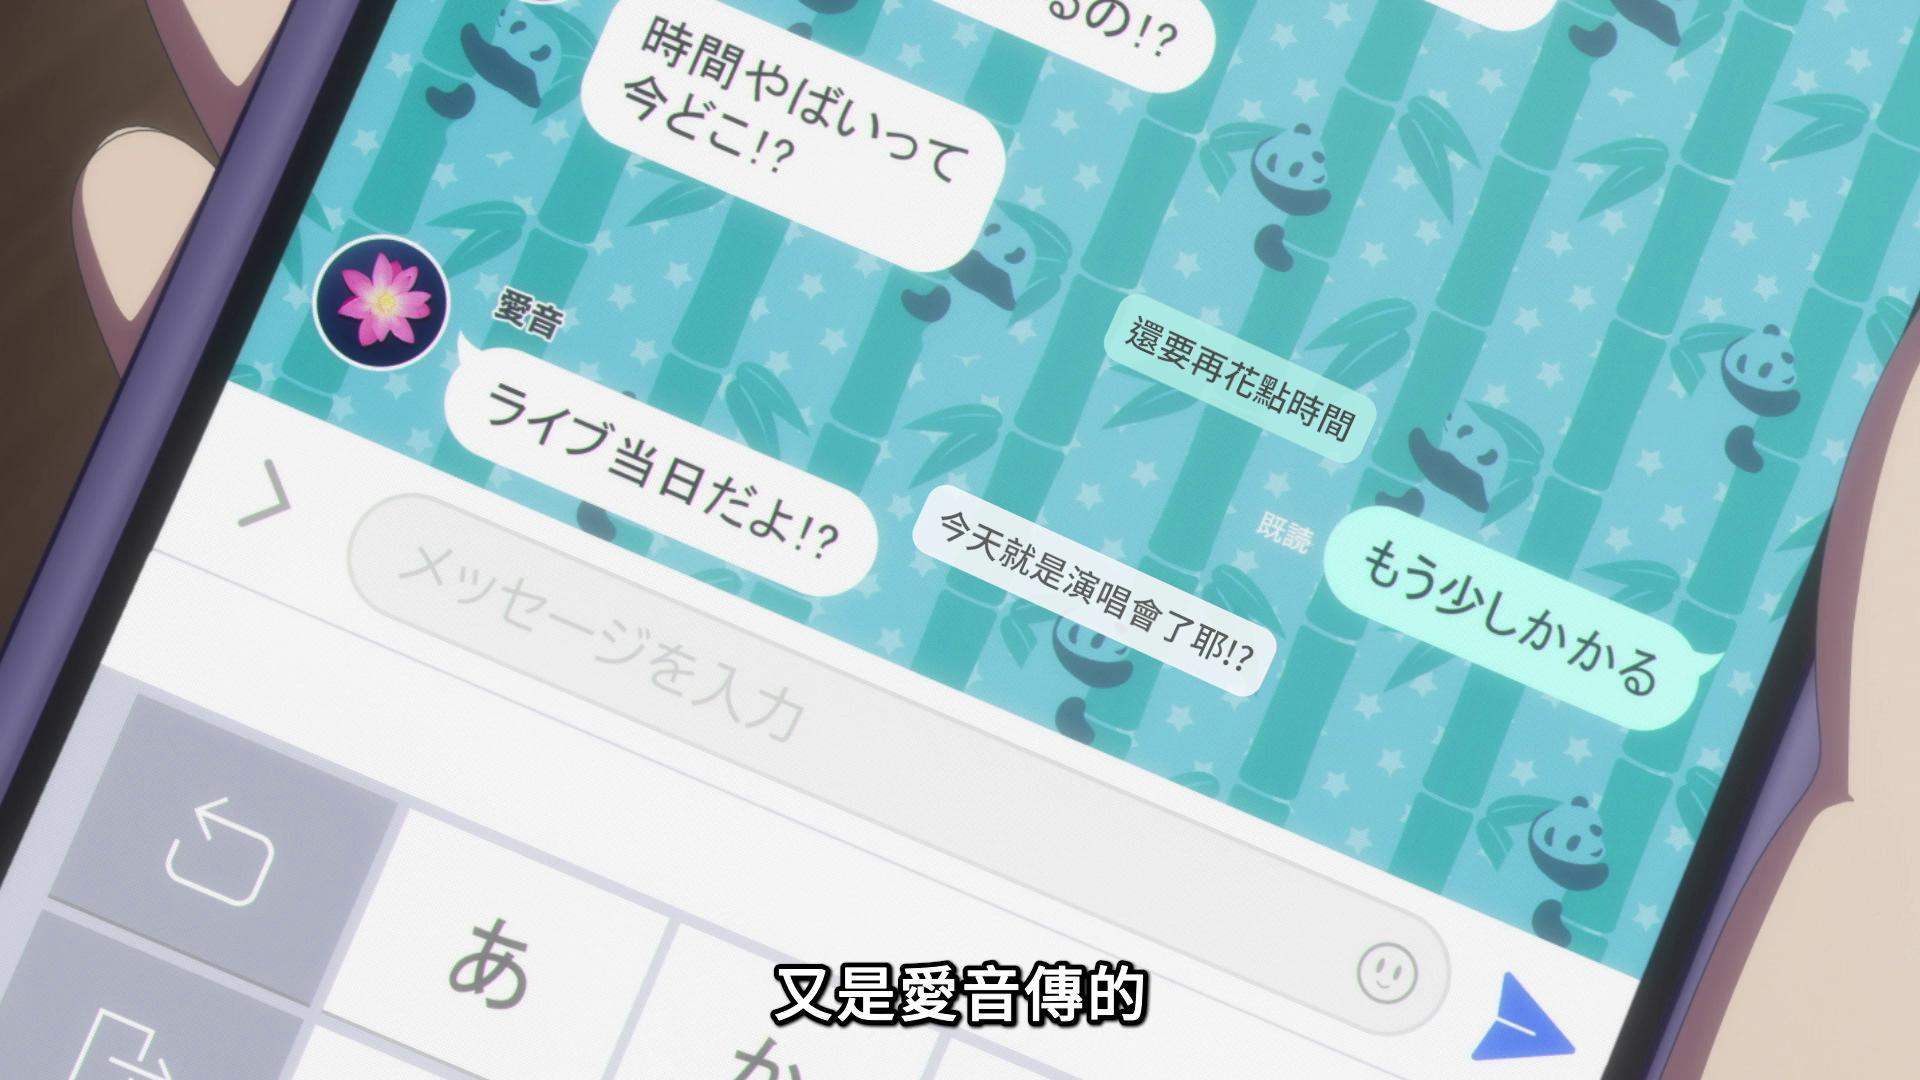 るの!?
時間やばいって
今どこ!?
愛音
ライブ当日だよ!?
還要再花點時間
今天就是演唱會了耶!?
既読
もう少しかかる
メッセージを入力
あ
か
又是愛音傳的